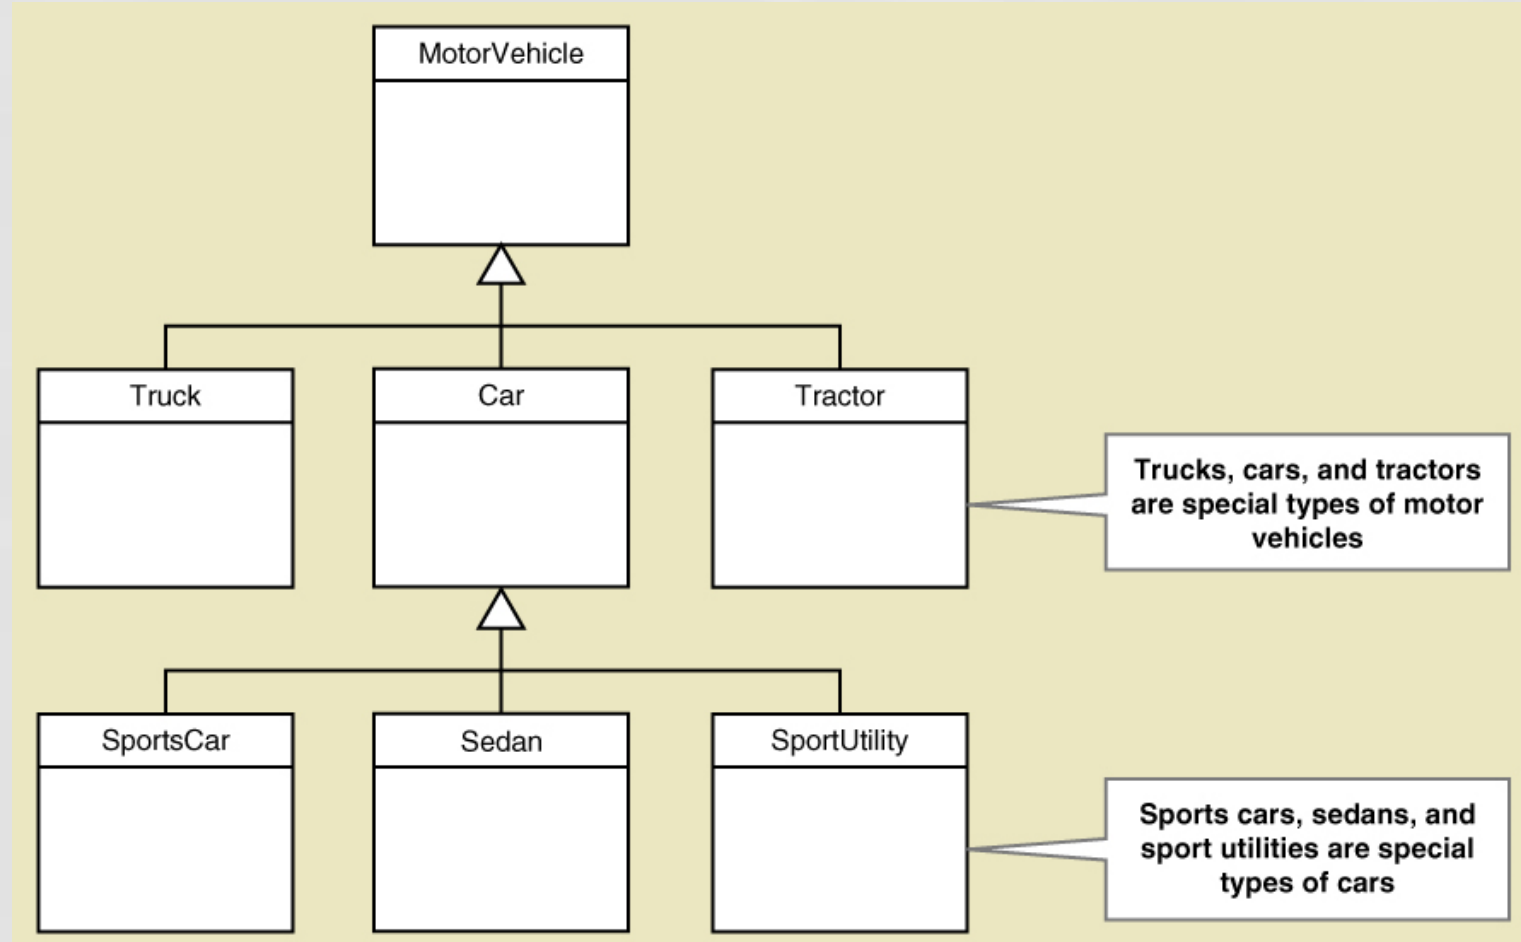 MotorVehicle
Truck
Car
Tractor
Trucks, cars, and tractors
are special types of motor
vehicles
SportsCar
Sedan
SportUtility
Sports cars, sedans, and
sport utilities are special
types of cars